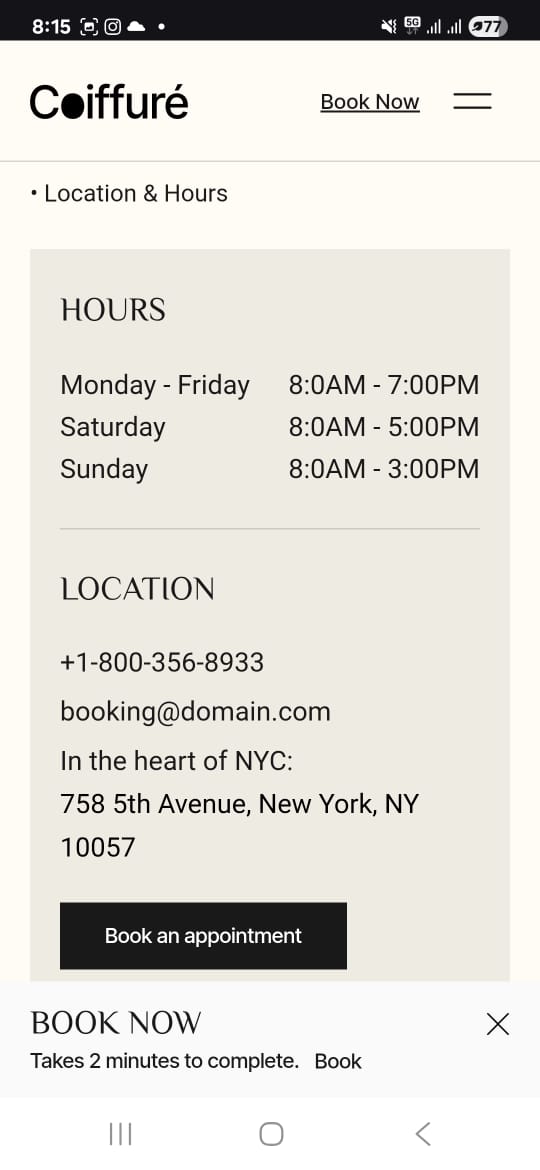 8:15
5G
77
Coiffuré
Book Now
• Location & Hours
HOURS
Monday - Friday 8:0AM - 7:00PM
Saturday 8:0AM - 5:00PM
Sunday 8:0AM - 3:00PM
LOCATION
+1-800-356-8933
booking@domain.com
In the heart of NYC:
758 5th Avenue, New York, NY
10057
Book an appointment
BOOK NOW
Takes 2 minutes to complete. Book